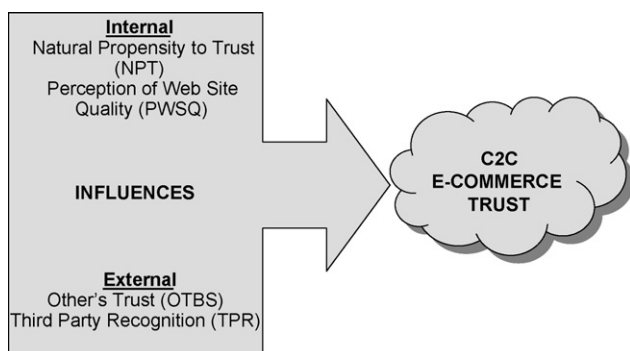 Internal
Natural Propensity to Trust
(NPT)
Perception of Web Site
Quality (PWSQ)
INFLUENCES
External
Other's Trust (OTBS)
Third Party Recognition (TPR)
C2C
E-COMMERCE
TRUST